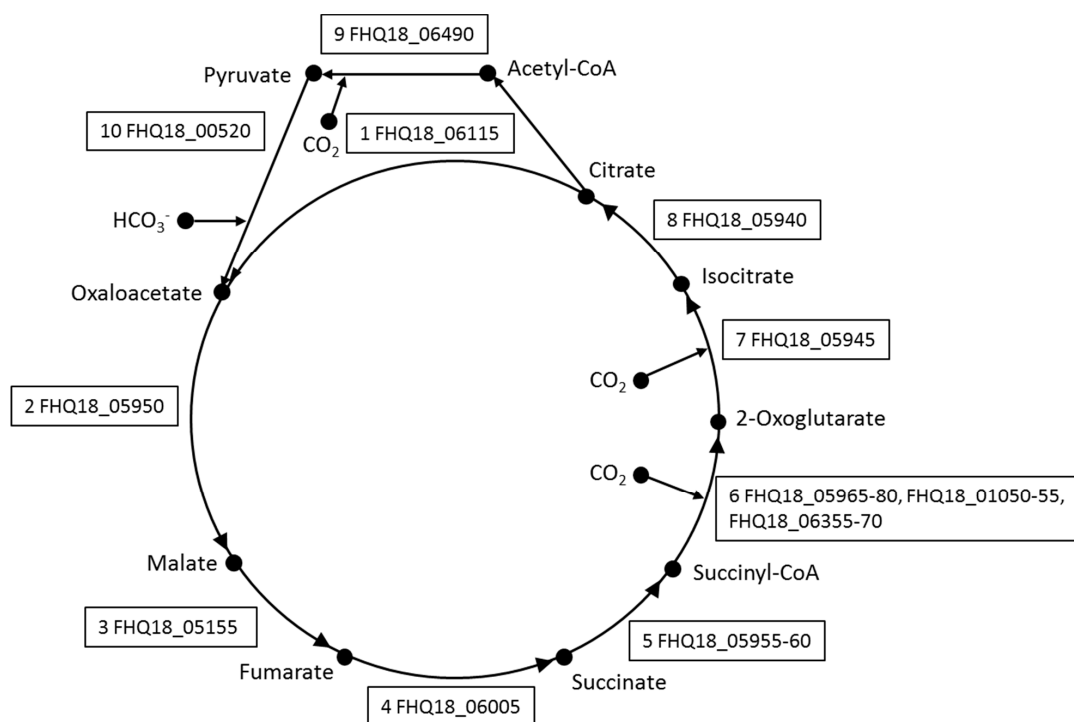 9 FHQ18_06490
Pyruvate
Acetyl-CoA
10 FHQ18_00520
CO₂
1 FHQ18_06115
Citrate
HCO₃⁻
8 FHQ18_05940
Oxaloacetate
Isocitrate
7 FHQ18_05945
CO₂
2 FHQ18_05950
2-Oxoglutarate
CO₂
6 FHQ18_05965-80, FHQ18_01050-55,
FHQ18_06355-70
Malate
Succinyl-CoA
3 FHQ18_05155
5 FHQ18_05955-60
Fumarate
Succinate
4 FHQ18_06005